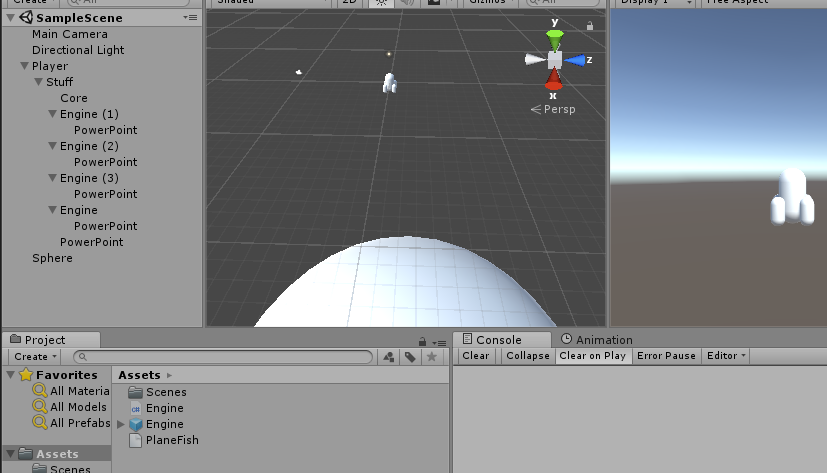 Create
All
Shaded
2D
Gizmos
All
Display 1
Free Aspect
SampleScene
Main Camera
Directional Light
Player
Stuff
Core
Engine (1)
PowerPoint
Engine (2)
PowerPoint
Engine (3)
PowerPoint
Engine
PowerPoint
PowerPoint
Sphere
y
z
x
Persp
Project
Create
Favorites
All Materia
All Models
All Prefabs
Assets
Scenes
Assets
Scenes
C#
Engine
Engine
PlaneFish
Console
Animation
Clear
Collapse
Clear on Play
Error Pause
Editor